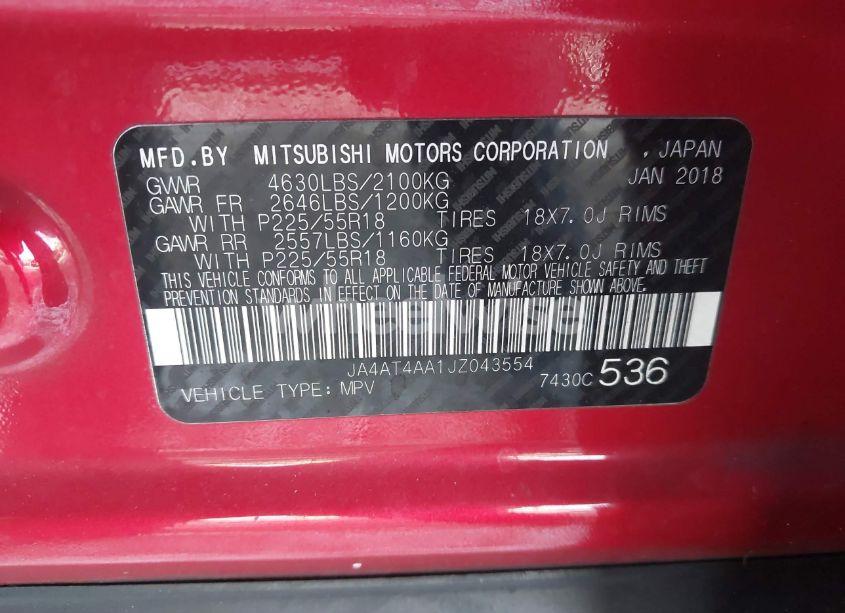 MFD.BY MITSUBISHI MOTORS CORPORATION , JAPAN
GVWR 4630LBS/2100KG JAN 2018
GAWR FR 2646LBS/1200KG
WITH P225/55R18 TIRES 18X7.0J RIMS
GAWR RR 2557LBS/1160KG
WITH P225/55R18 TIRES 18X7.0J RIMS
THIS VEHICLE CONFORMS TO ALL APPLICABLE FEDERAL MOTOR VEHICLE SAFETY AND THEFT
PREVENTION STANDARDS IN EFFECT ON THE DATE OF MANUFACTURE SHOWN ABOVE.
JA4AT4AA1JZ043554
VEHICLE TYPE: MPV 7430C 536